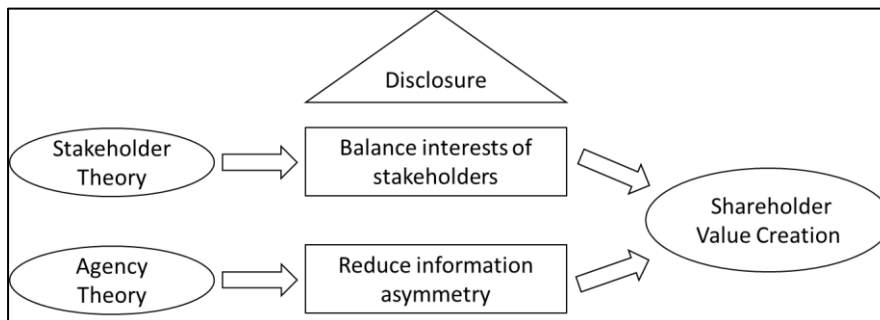 Disclosure
Stakeholder
Theory
Balance interests of
stakeholders
Shareholder
Value Creation
Agency
Theory
Reduce information
asymmetry